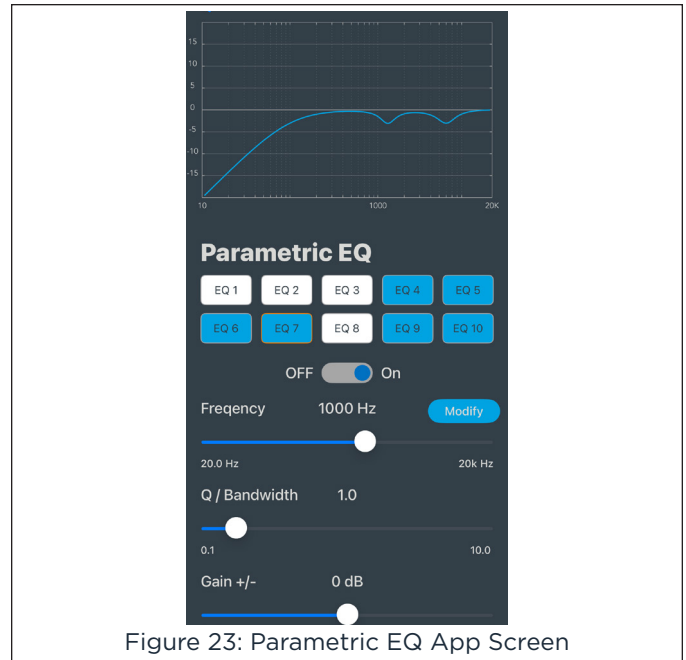 15
10
5
0
-5
-10
-15
10 1000 20K
Parametric EQ
EQ 1 EQ 2 EQ 3 EQ 4 EQ 5
EQ 6 EQ 7 EQ 8 EQ 9 EQ 10
OFF On
Freqency 1000 Hz Modify
20.0 Hz 20k Hz
Q / Bandwidth 1.0
0.1 10.0
Gain +/- 0 dB
Figure 23: Parametric EQ App Screen